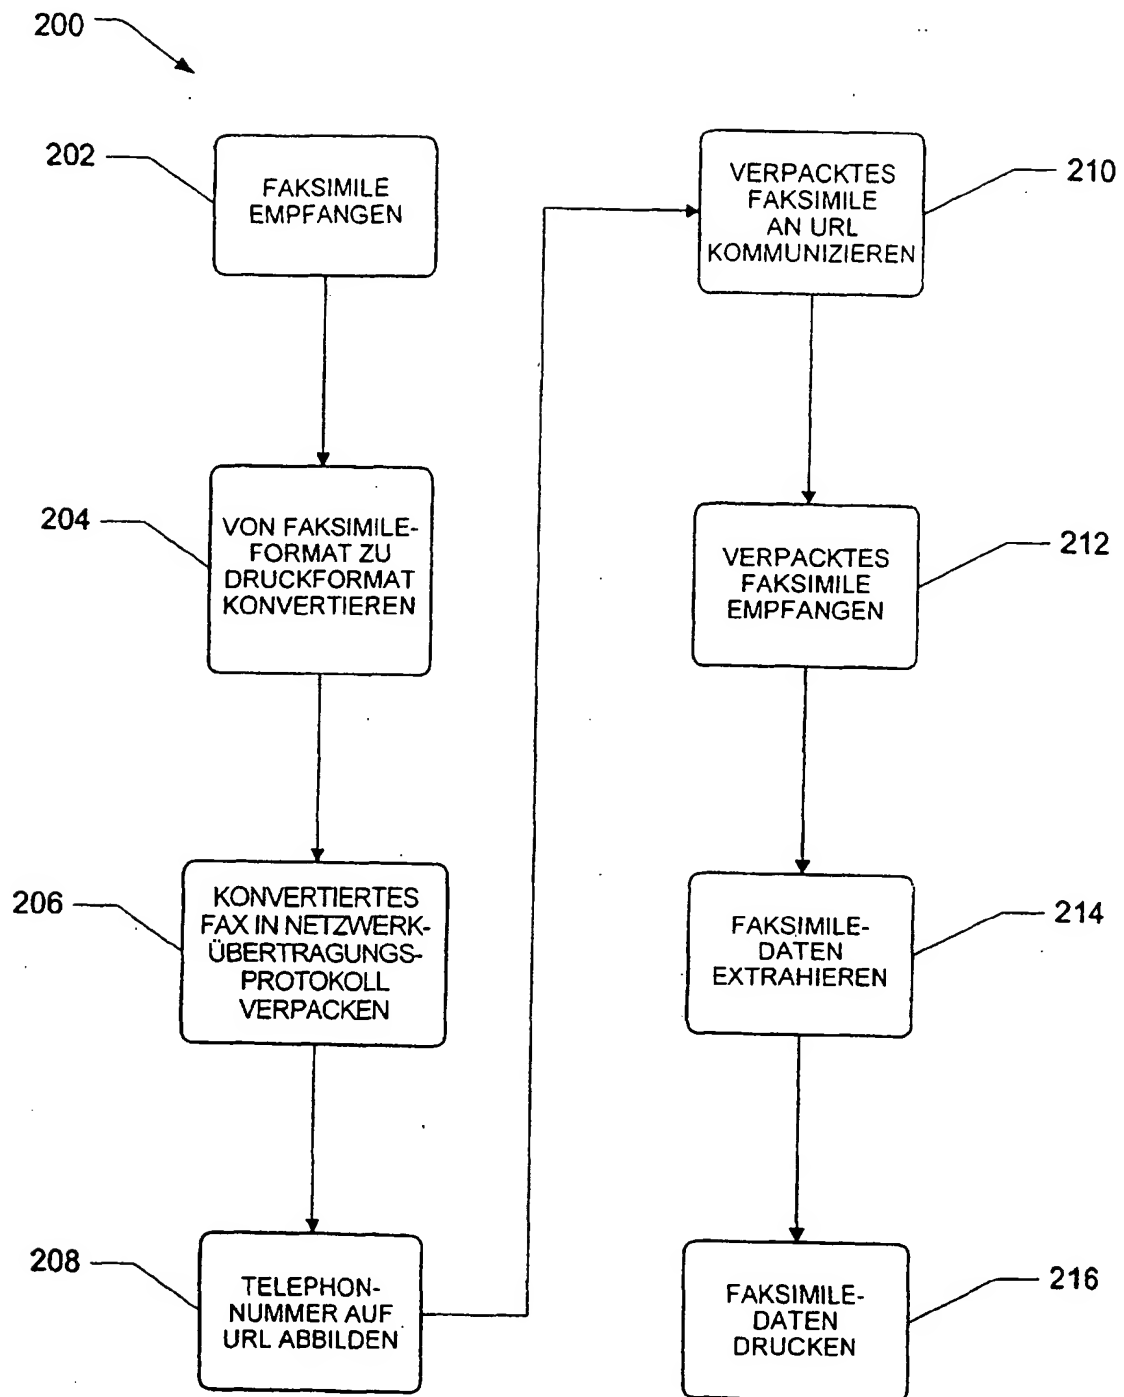 200
202
FAKSIMILE
EMPFANGEN
204
VON FAKSIMILE-
FORMAT ZU
DRUCKFORMAT
KONVERTIEREN
206
KONVERTIERTES
FAX IN NETZWERK-
ÜBERTRAGUNGS-
PROTOKOLL
VERPACKEN
208
TELEPHON-
NUMMER AUF
URL ABBILDEN
210
VERPACKTES
FAKSIMILE
AN URL
KOMMUNIZIEREN
212
VERPACKTES
FAKSIMILE
EMPFANGEN
214
FAKSIMILE-
DATEN
EXTRAHIEREN
216
FAKSIMILE-
DATEN
DRUCKEN